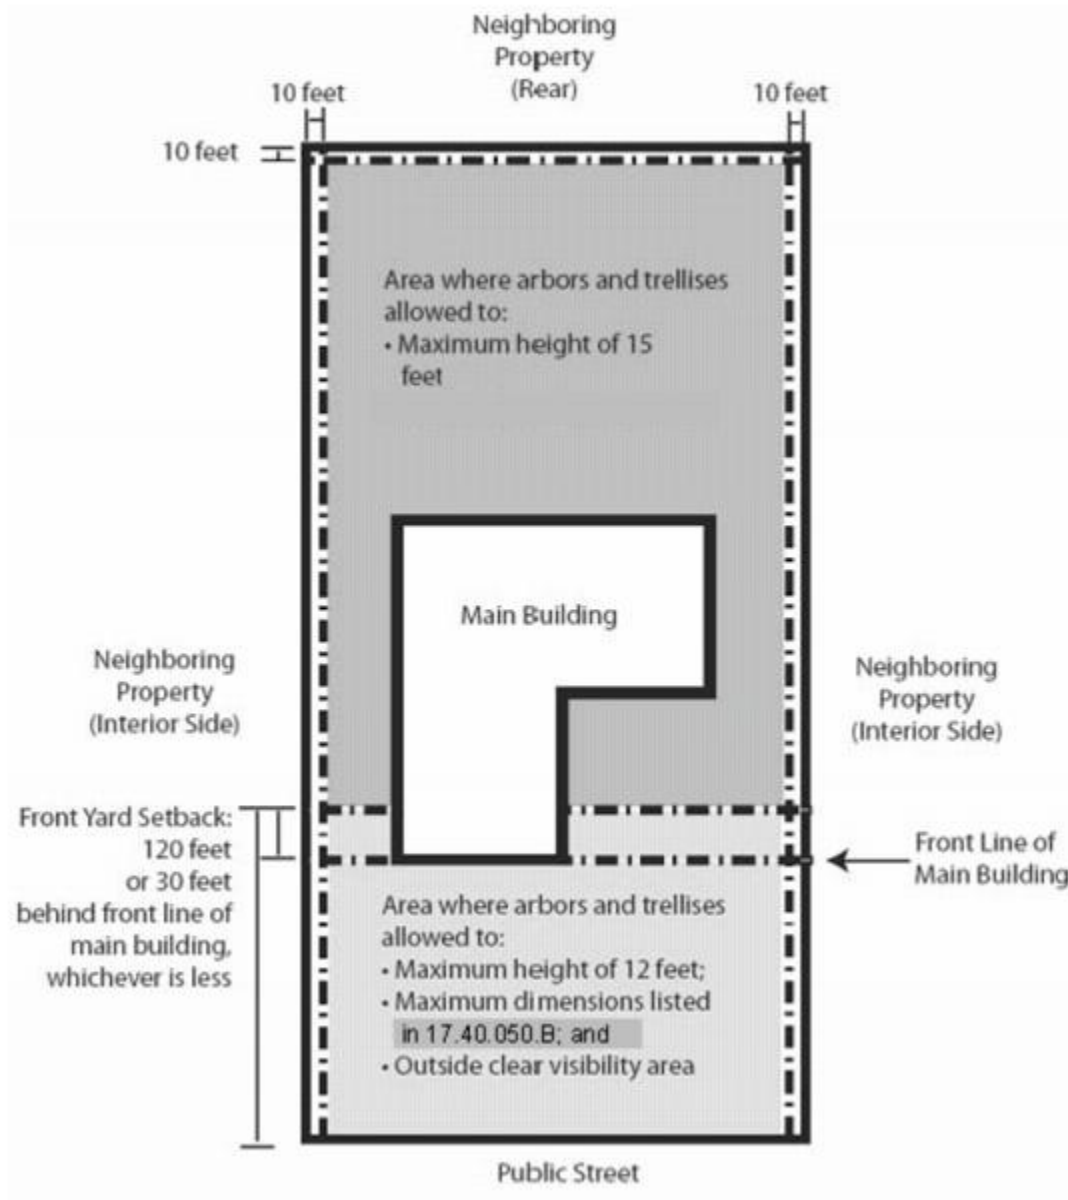 Neighboring
Property
(Rear)
10 feet
10 feet
10 feet
Area where arbors and trellises
allowed to:
• Maximum height of 15
feet
Main Building
Neighboring
Property
(Interior Side)
Neighboring
Property
(Interior Side)
Front Yard Setback:
120 feet
or 30 feet
behind front line of
main building,
whichever is less
Front Line of
Main Building
Area where arbors and trellises
allowed to:
• Maximum height of 12 feet;
• Maximum dimensions listed
in 17.40.050.B; and
• Outside clear visibility area
Public Street